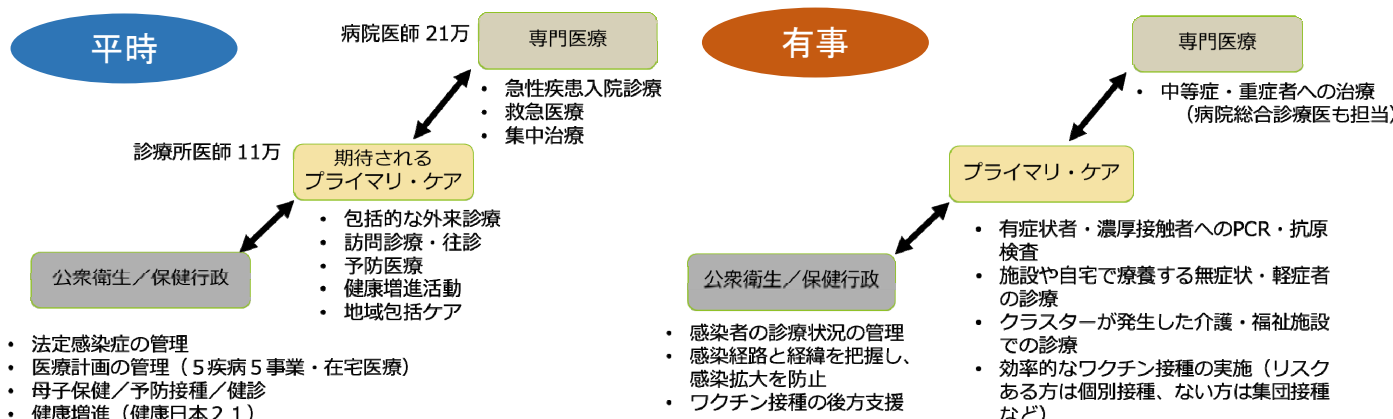 平時
病院医師 21万
専門医療
・ 急性疾患入院診療
・ 救急医療
・ 集中治療
診療所医師 11万
期待される
プライマリ・ケア
・ 包括的な外来診療
・ 訪問診療・往診
・ 予防医療
・ 健康増進活動
・ 地域包括ケア
公衆衛生／保健行政
・ 法定感染症の管理
・ 医療計画の管理（５疾病５事業・在宅医療）
・ 母子保健／予防接種／健診
・ 健康増進（健康日本２１）
有事
専門医療
・ 中等症・重症者への治療
（病院総合診療医も担当）
プライマリ・ケア
・ 有症状者・濃厚接触者へのPCR・抗原
検査
・ 施設や自宅で療養する無症状・軽症者
の診療
・ クラスターが発生した介護・福祉施設
での診療
・ 効率的なワクチン接種の実施（リスク
ある方は個別接種、ない方は集団接種
など）
公衆衛生／保健行政
・ 感染者の診療状況の管理
・ 感染経路と経緯を把握し、
感染拡大を防止
・ ワクチン接種の後方支援